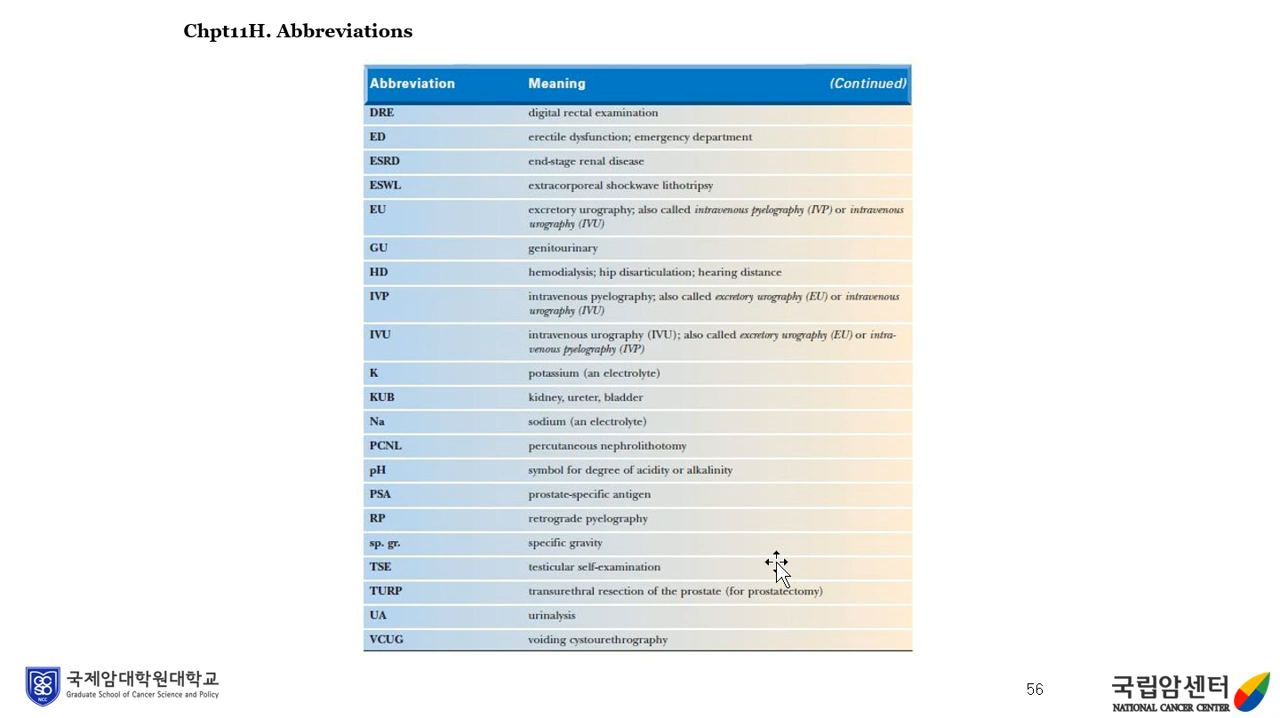 Chpt11H. Abbreviations
Abbreviation Meaning (Continued)
DRE digital rectal examination
ED erectile dysfunction; emergency department
ESRD end-stage renal disease
ESWL extracorporeal shockwave lithotripsy
EU excretory urography; also called intravenous pyelography (IVP) or intravenous
urography (IVU)
GU genitourinary
HD hemodialysis; hip disarticulation; hearing distance
IVP intravenous pyelography; also called excretory urography (EU) or intravenous
urography (IVU)
IVU intravenous urography (IVU); also called excretory urography (EU) or intra-
venous pyelography (IVP)
K potassium (an electrolyte)
KUB kidney, ureter, bladder
Na sodium (an electrolyte)
PCNL percutaneous nephrolithotomy
pH symbol for degree of acidity or alkalinity
PSA prostate-specific antigen
RP retrograde pyelography
sp. gr. specific gravity
TSE testicular self-examination
TURP transurethral resection of the prostate (for prostatectomy)
UA urinalysis
VCUG voiding cystourethrography
NCC
국제암대학원대학교
Graduate School of Cancer Science and Policy
56
국립암센터
NATIONAL CANCER CENTER